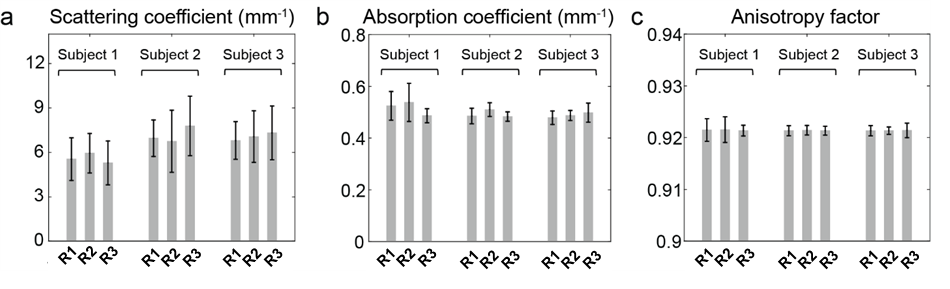 a Scattering coefficient (mm-1)
Subject 1 Subject 2 Subject 3
12
9
6
3
0
R1 R2 R3 R1 R2 R3 R1 R2 R3
b Absorption coefficient (mm-1)
0.8
Subject 1 Subject 2 Subject 3
0.6
0.4
0.2
0
R1 R2 R3 R1 R2 R3 R1 R2 R3
c Anisotropy factor
0.94
Subject 1 Subject 2 Subject 3
0.93
0.92
0.91
0.9
R1 R2 R3 R1 R2 R3 R1 R2 R3